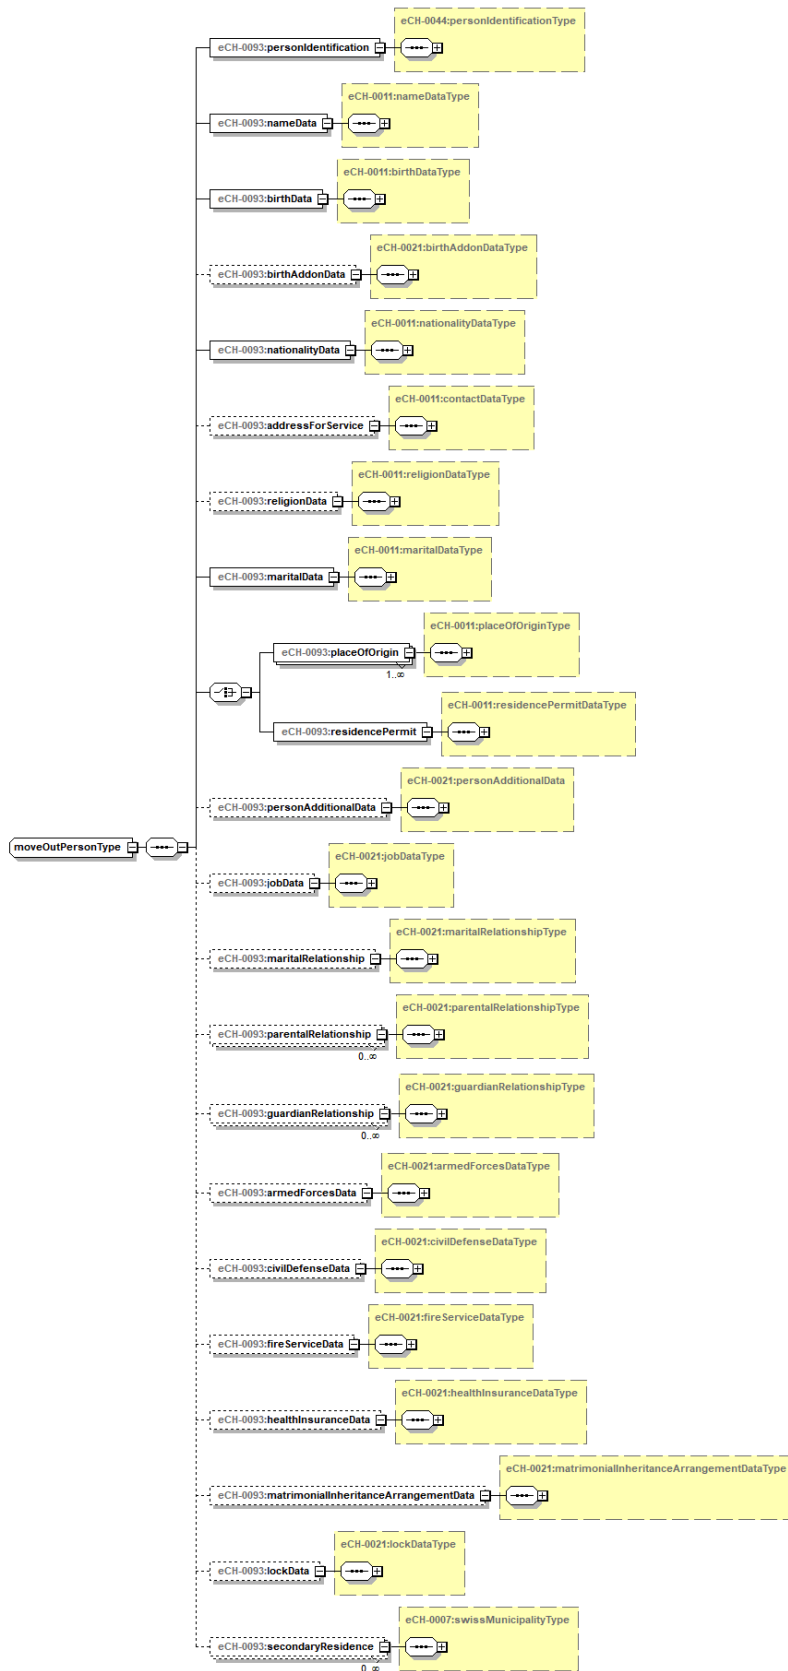 eCH-0044:personIdentificationType
eCH-0093:personIdentification
eCH-0011:nameDataType
eCH-0093:nameData
eCH-0011:birthDataType
eCH-0093:birthData
eCH-0021:birthAddonDataType
eCH-0093:birthAddonData
eCH-0011:nationalityDataType
eCH-0093:nationalityData
eCH-0011:contactDataType
eCH-0093:addressForService
eCH-0011:religionDataType
eCH-0093:religionData
eCH-0011:maritalDataType
eCH-0093:maritalData
eCH-0011:placeOfOriginType
eCH-0093:placeOfOrigin
1..∞
eCH-0011:residencePermitDataType
eCH-0093:residencePermit
eCH-0021:personAdditionalData
eCH-0093:personAdditionalData
moveOutPersonType
eCH-0021:jobDataType
eCH-0093:jobData
eCH-0021:maritalRelationshipType
eCH-0093:maritalRelationship
eCH-0021:parentalRelationshipType
eCH-0093:parentalRelationship
0..∞
eCH-0021:guardianRelationshipType
eCH-0093:guardianRelationship
0..∞
eCH-0021:armedForcesDataType
eCH-0093:armedForcesData
eCH-0021:civilDefenseDataType
eCH-0093:civilDefenseData
eCH-0021:fireServiceDataType
eCH-0093:fireServiceData
eCH-0021:healthInsuranceDataType
eCH-0093:healthInsuranceData
eCH-0021:matrimonialInheritanceArrangementDataType
eCH-0093:matrimonialInheritanceArrangementData
eCH-0021:lockDataType
eCH-0093:lockData
eCH-0007:swissMunicipalityType
eCH-0093:secondaryResidence
0..∞